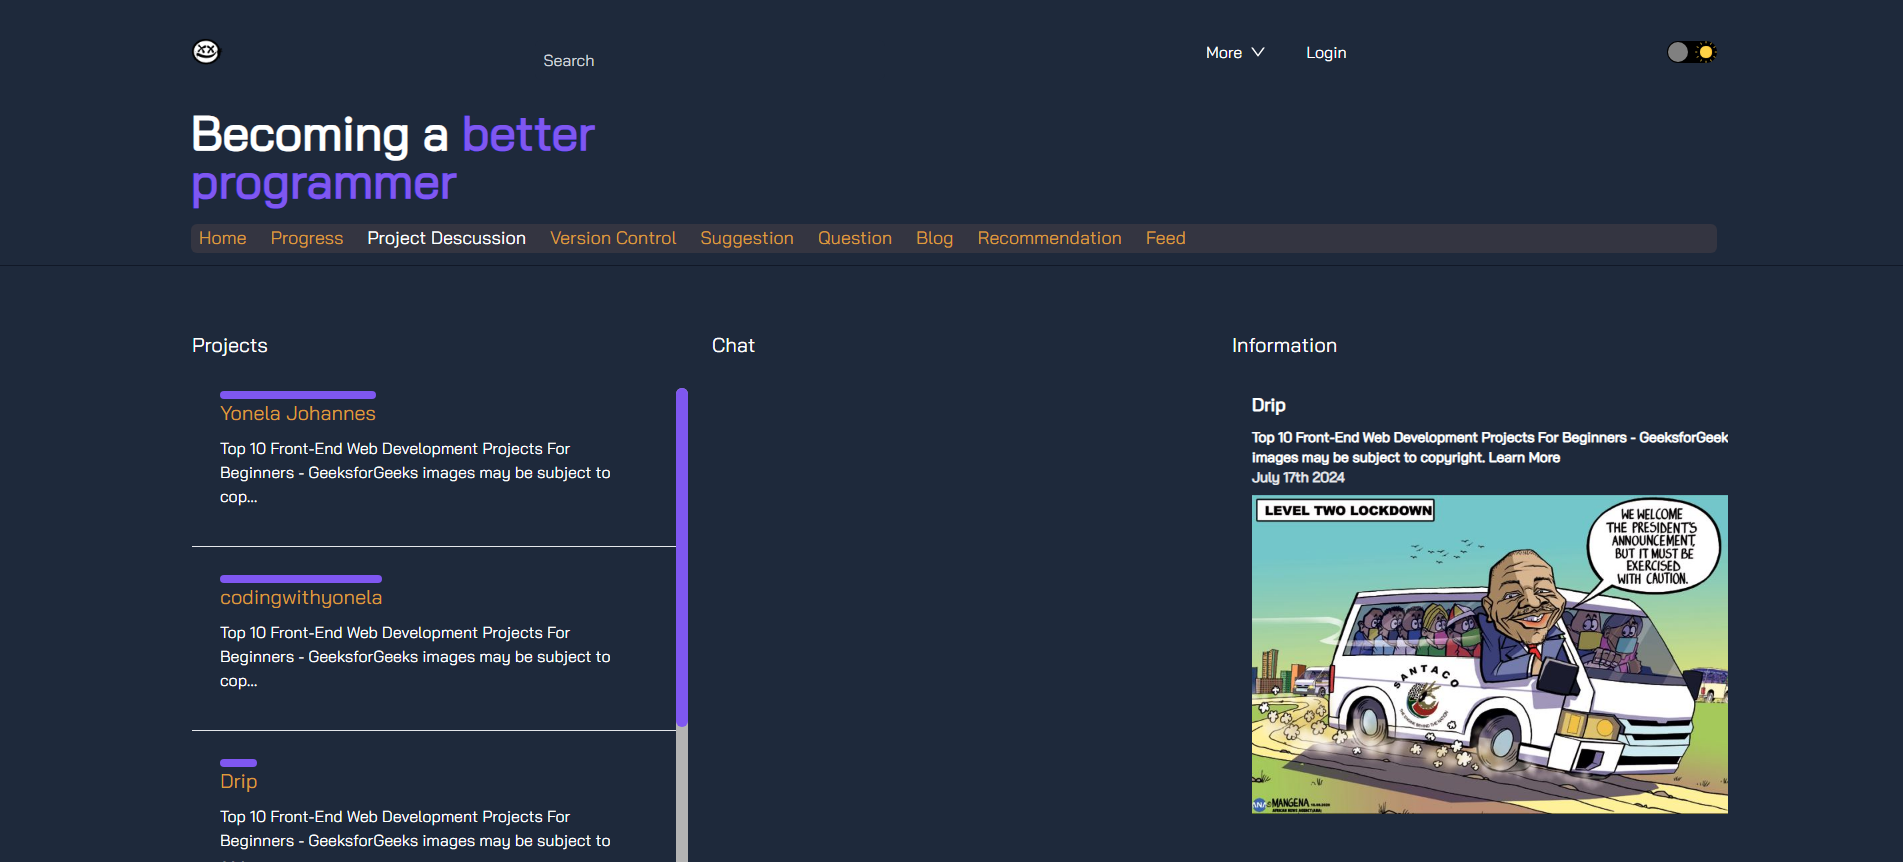 Search
More
Login
Becoming a better
programmer
Home Progress Project Descussion Version Control Suggestion Question Blog Recommendation Feed
Projects
Yonela Johannes
Top 10 Front-End Web Development Projects For
Beginners - GeeksforGeeks images may be subject to
cop...
codingwithyonela
Top 10 Front-End Web Development Projects For
Beginners - GeeksforGeeks images may be subject to
cop...
Drip
Top 10 Front-End Web Development Projects For
Beginners - GeeksforGeeks images may be subject to
Chat
Information
Drip
Top 10 Front-End Web Development Projects For Beginners - GeeksforGeek
images may be subject to copyright. Learn More
July 17th 2024
LEVEL TWO LOCKDOWN
WE WELCOME
THE PRESIDENT'S
ANNOUNCEMENT,
BUT IT MUST BE
EXERCISED
WITH CAUTION.
SANTACO
MANGENA